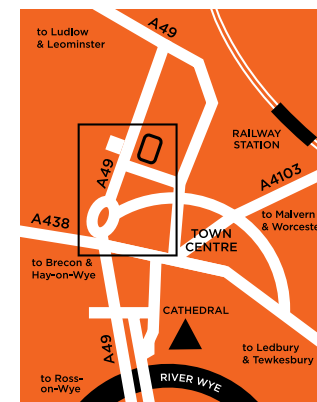 to Ludlow
& Leominster
A49
RAILWAY
STATION
A49
A4103
A438
to Malvern
& Worceste
TOWN
CENTRE
to Brecon &
Hay-on-Wye
CATHEDRAL
A49
to Ledbury
& Tewkesbury
to Ross-
on-Wye
RIVER WYE